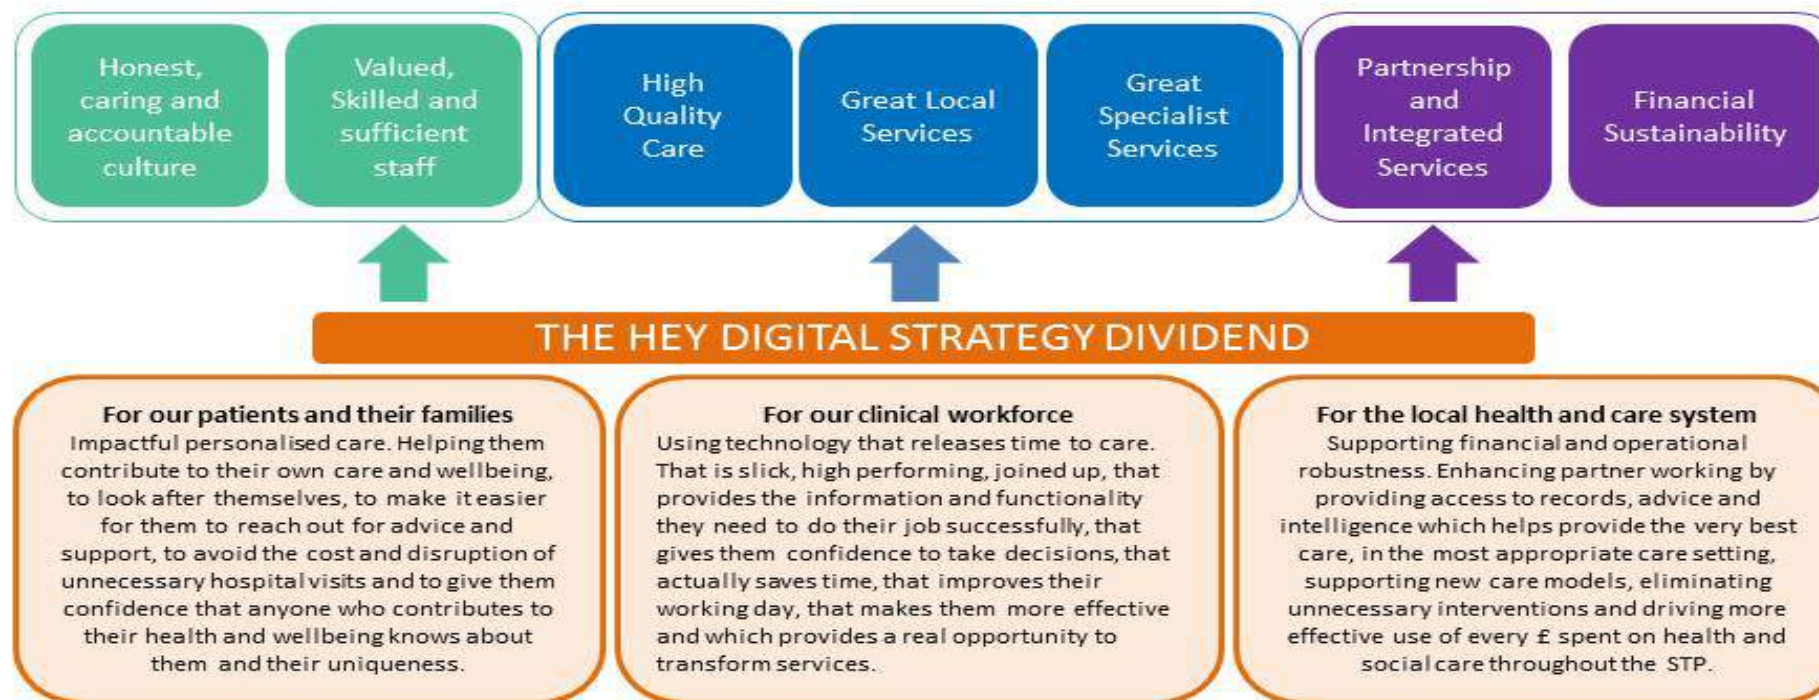 Honest,
caring and
accountable
culture
Valued,
Skilled and
sufficient
staff
High
Quality
Care
Great Local
Services
Great
Specialist
Services
Partnership
and
Integrated
Services
Financial
Sustainability
THE HEY DIGITAL STRATEGY DIVIDEND
For our patients and their families
Impactful personalised care. Helping them
contribute to their own care and wellbeing,
to look after themselves, to make it easier
for them to reach out for advice and
support, to avoid the cost and disruption of
unnecessary hospital visits and to give them
confidence that anyone who contributes to
their health and wellbeing knows about
them and their uniqueness.
For our clinical workforce
Using technology that releases time to care.
That is slick, high performing, joined up, that
provides the information and functionality
they need to do their job successfully, that
gives them confidence to take decisions, that
actually saves time, that improves their
working day, that makes them more effective
and which provides a real opportunity to
transform services.
For the local health and care system
Supporting financial and operational
robustness. Enhancing partner working by
providing access to records, advice and
intelligence which helps provide the very best
care, in the most appropriate care setting,
supporting new care models, eliminating
unnecessary interventions and driving more
effective use of every £ spent on health and
social care throughout the STP.